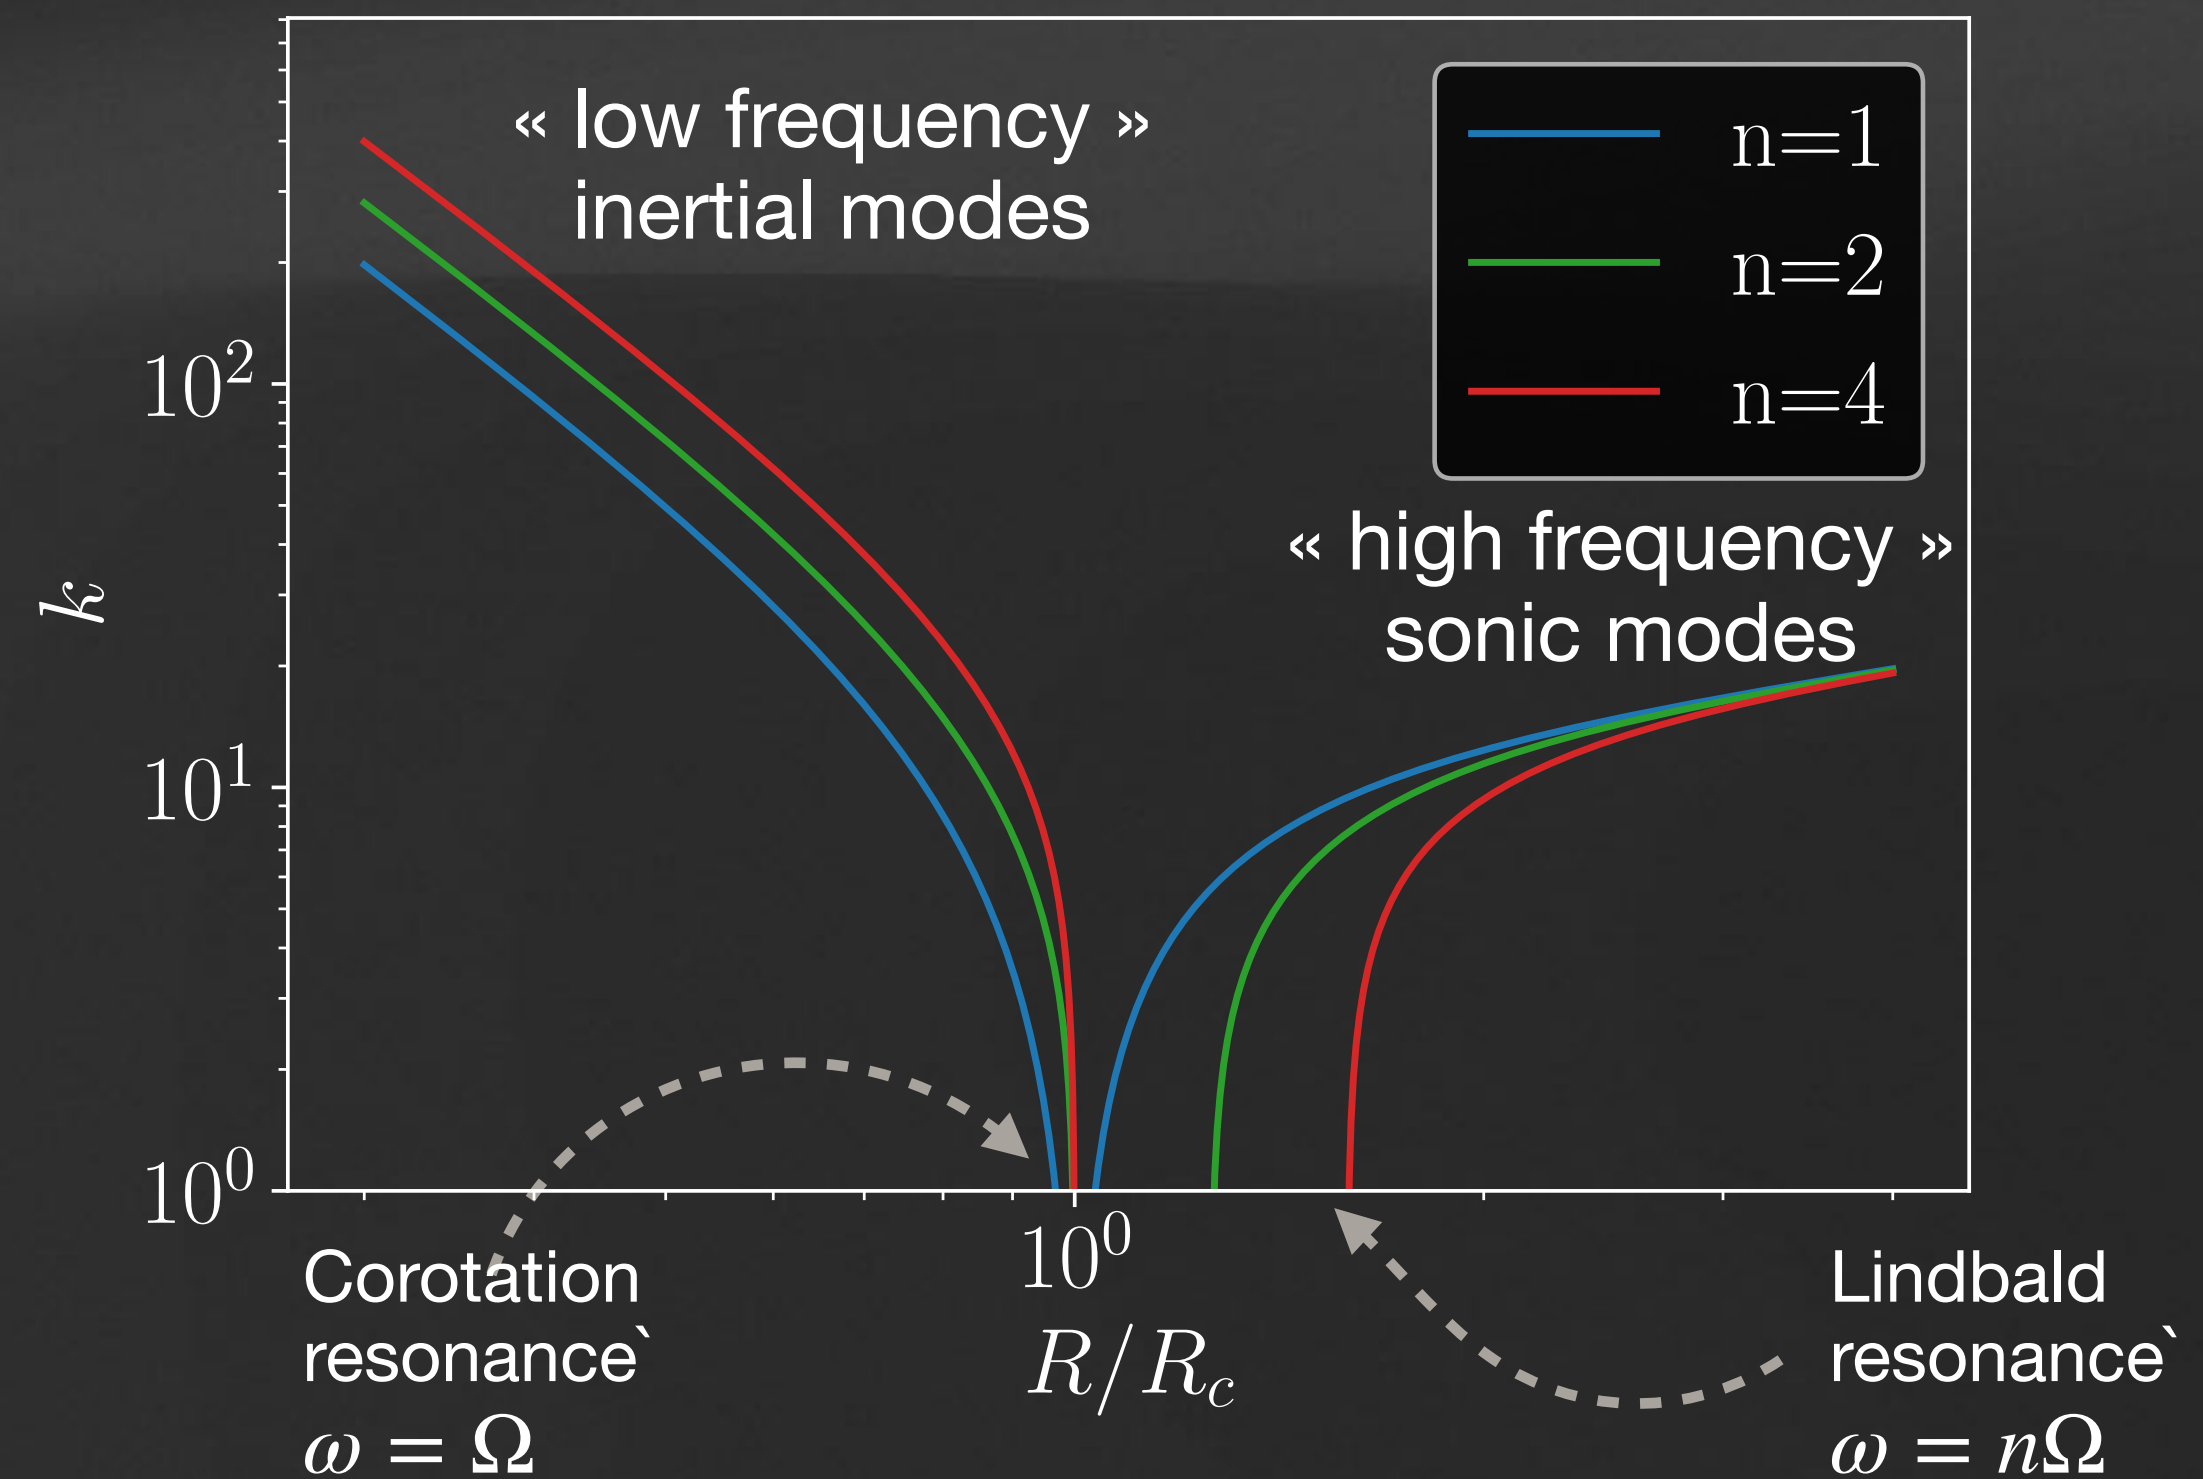 « low frequency »
inertial modes
n=1
n=2
n=4
« high frequency »
sonic modes
10²
10¹
10⁰
k
10⁰
R/R_c
Corotation
resonance`
ω = Ω
Lindbald
resonance`
ω = nΩ